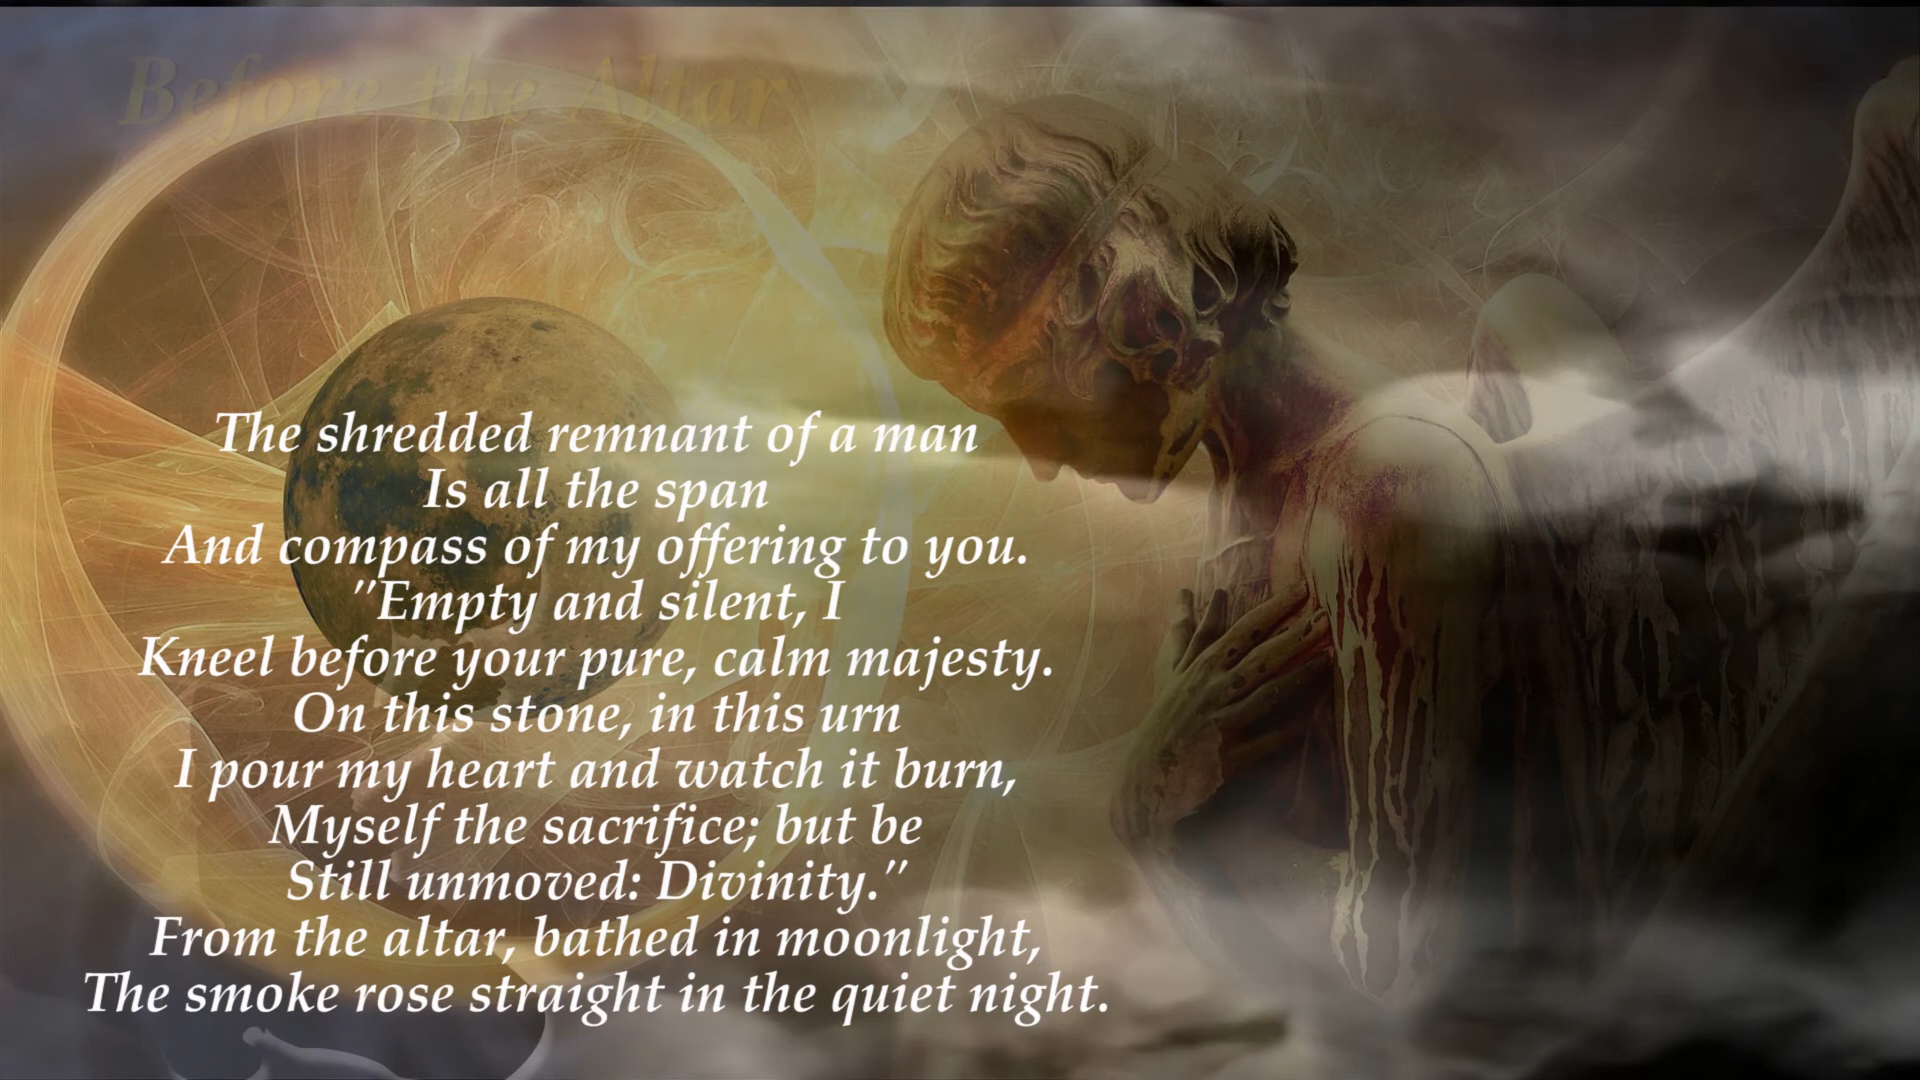 Before the Altar
The shredded remnant of a man
Is all the span
And compass of my offering to you.
"Empty and silent, I
Kneel before your pure, calm majesty.
On this stone, in this urn
I pour my heart and watch it burn,
Myself the sacrifice; but be
Still unmoved: Divinity."
From the altar, bathed in moonlight,
The smoke rose straight in the quiet night.